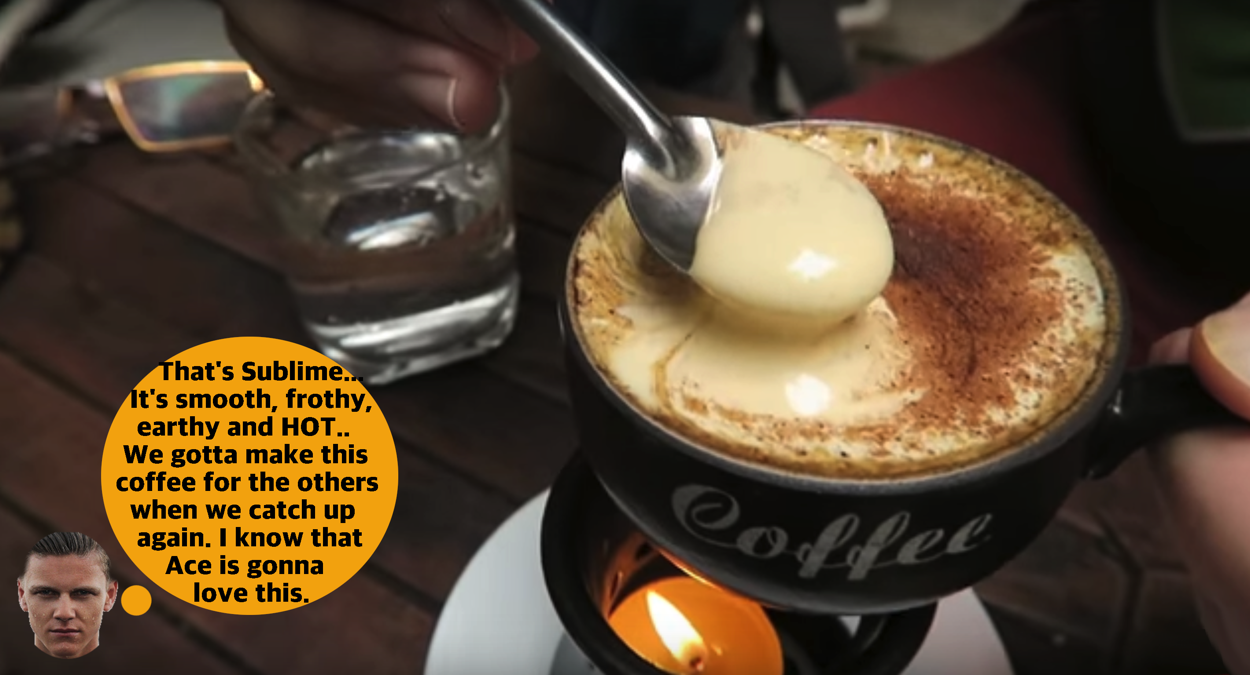 That's Sublime...
It's smooth, frothy,
earthy and HOT..
We gotta make this
coffee for the others
when we catch up
again. I know that
Ace is gonna
love this.
Coffee